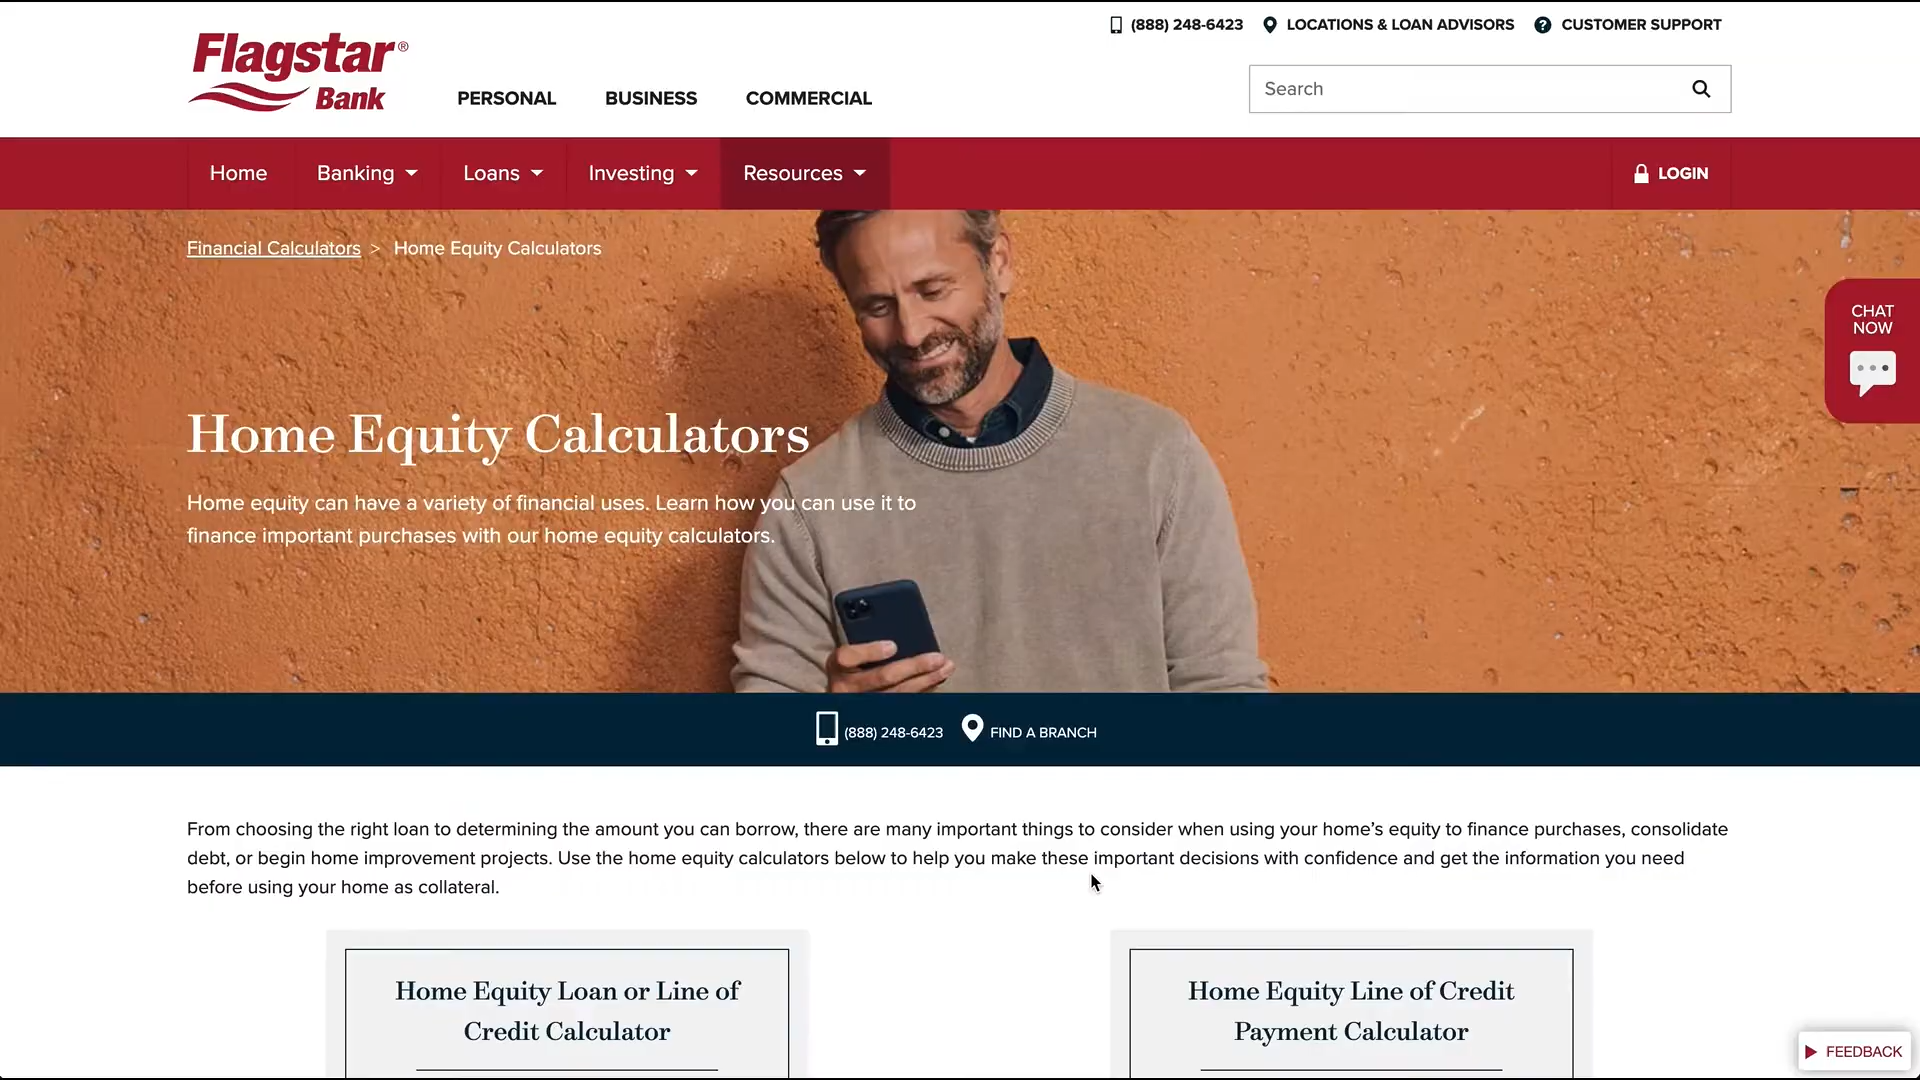 (888) 248-6423 LOCATIONS & LOAN ADVISORS CUSTOMER SUPPORT
Flagstar®
Bank
PERSONAL BUSINESS COMMERCIAL
Search
Home Banking Loans Investing Resources LOGIN
Financial Calculators > Home Equity Calculators
CHAT
NOW
Home Equity Calculators
Home equity can have a variety of financial uses. Learn how you can use it to
finance important purchases with our home equity calculators.
(888) 248-6423 FIND A BRANCH
From choosing the right loan to determining the amount you can borrow, there are many important things to consider when using your home’s equity to finance purchases, consolidate
debt, or begin home improvement projects. Use the home equity calculators below to help you make these important decisions with confidence and get the information you need
before using your home as collateral.
Home Equity Loan or Line of
Credit Calculator
Home Equity Line of Credit
Payment Calculator
FEEDBACK